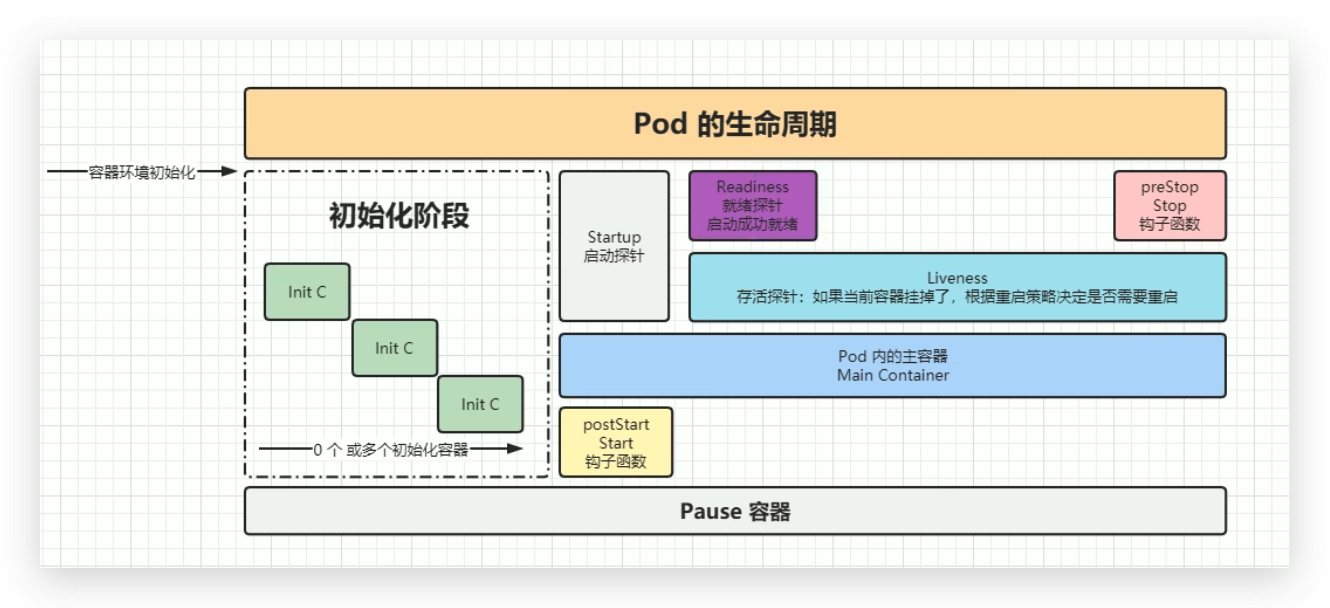 Pod 的生命周期
容器环境初始化
初始化阶段
Init C
Init C
Init C
0 个 或多个初始化容器
Startup
启动探针
Readiness
就绪探针
启动成功就绪
preStop
Stop
钩子函数
Liveness
存活探针：如果当前容器挂掉了，根据重启策略决定是否需要重启
Pod 内的主容器
Main Container
postStart
Start
钩子函数
Pause 容器